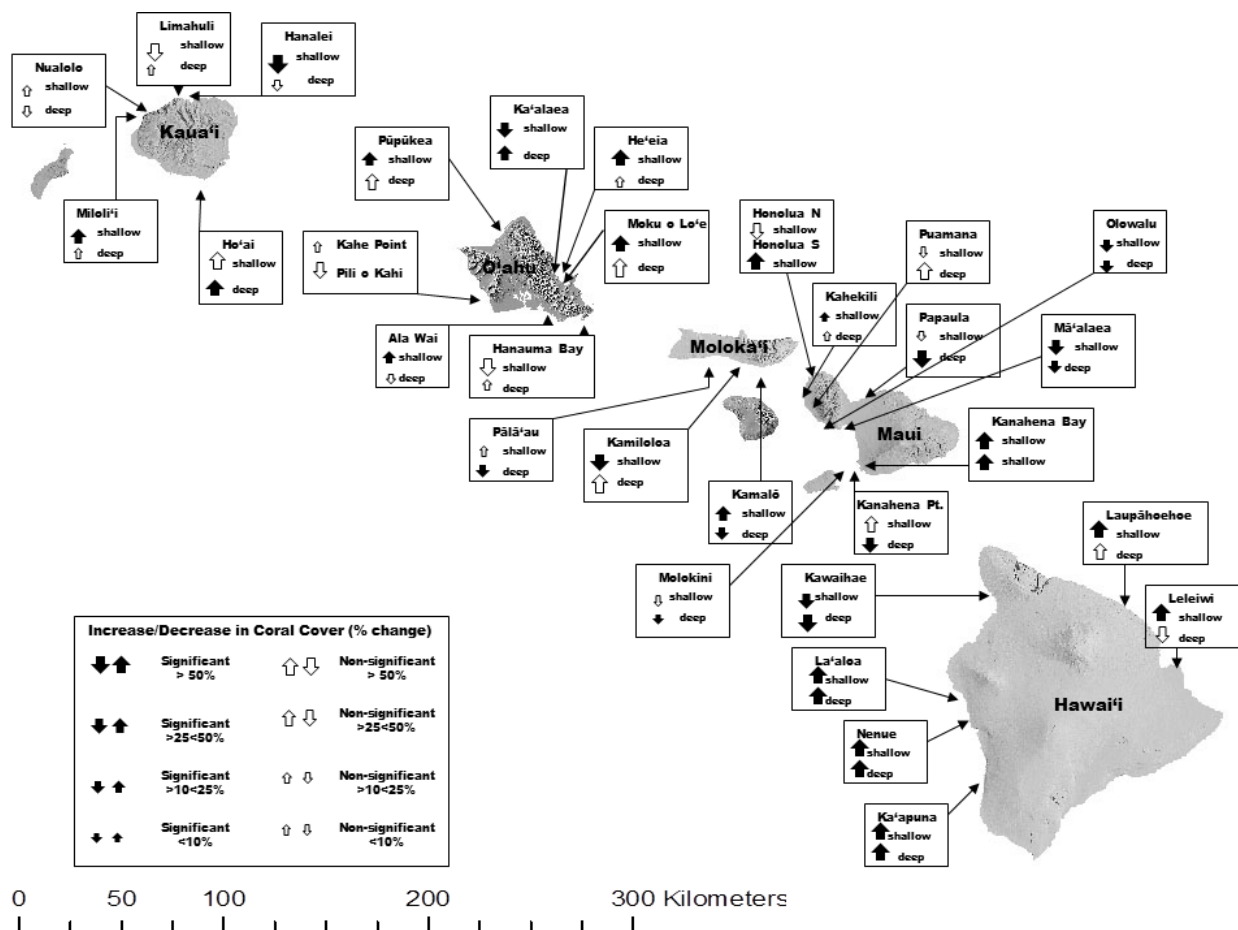 Limahuli
shallow
deep
Hanalei
shallow
deep
Nualolo
shallow
deep
Kaua‘i
Miloli‘i
shallow
deep
Ho‘ai
shallow
deep
Pūpūkea
shallow
deep
Ka‘alaea
shallow
deep
He‘eia
shallow
deep
Moku o Lo‘e
shallow
deep
Kahe Point
Pili o Kahi
O‘ahu
Ala Wai
shallow
deep
Hanauma Bay
shallow
deep
Honolua N
shallow
Honolua S
shallow
Puamana
shallow
deep
Olowalu
shallow
deep
Kahekili
shallow
deep
Papaula
shallow
deep
Mā‘alaea
shallow
deep
Moloka‘i
Maui
Pālā‘au
shallow
deep
Kamiloloa
shallow
deep
Kamalō
shallow
deep
Kanahena Bay
shallow
shallow
Kanahena Pt.
shallow
deep
Molokini
shallow
deep
Kawaihae
shallow
deep
Laupāhoehoe
shallow
deep
Leleiwi
shallow
deep
La‘aloa
shallow
deep
Nenue
shallow
deep
Ka‘apuna
shallow
deep
Hawai‘i
Increase/Decrease in Coral Cover (% change)
Significant
> 50%
Non-significant
> 50%
Significant
>25<50%
Non-significant
>25<50%
Significant
>10<25%
Non-significant
>10<25%
Significant
<10%
Non-significant
<10%
0 50 100 200 300 Kilometers